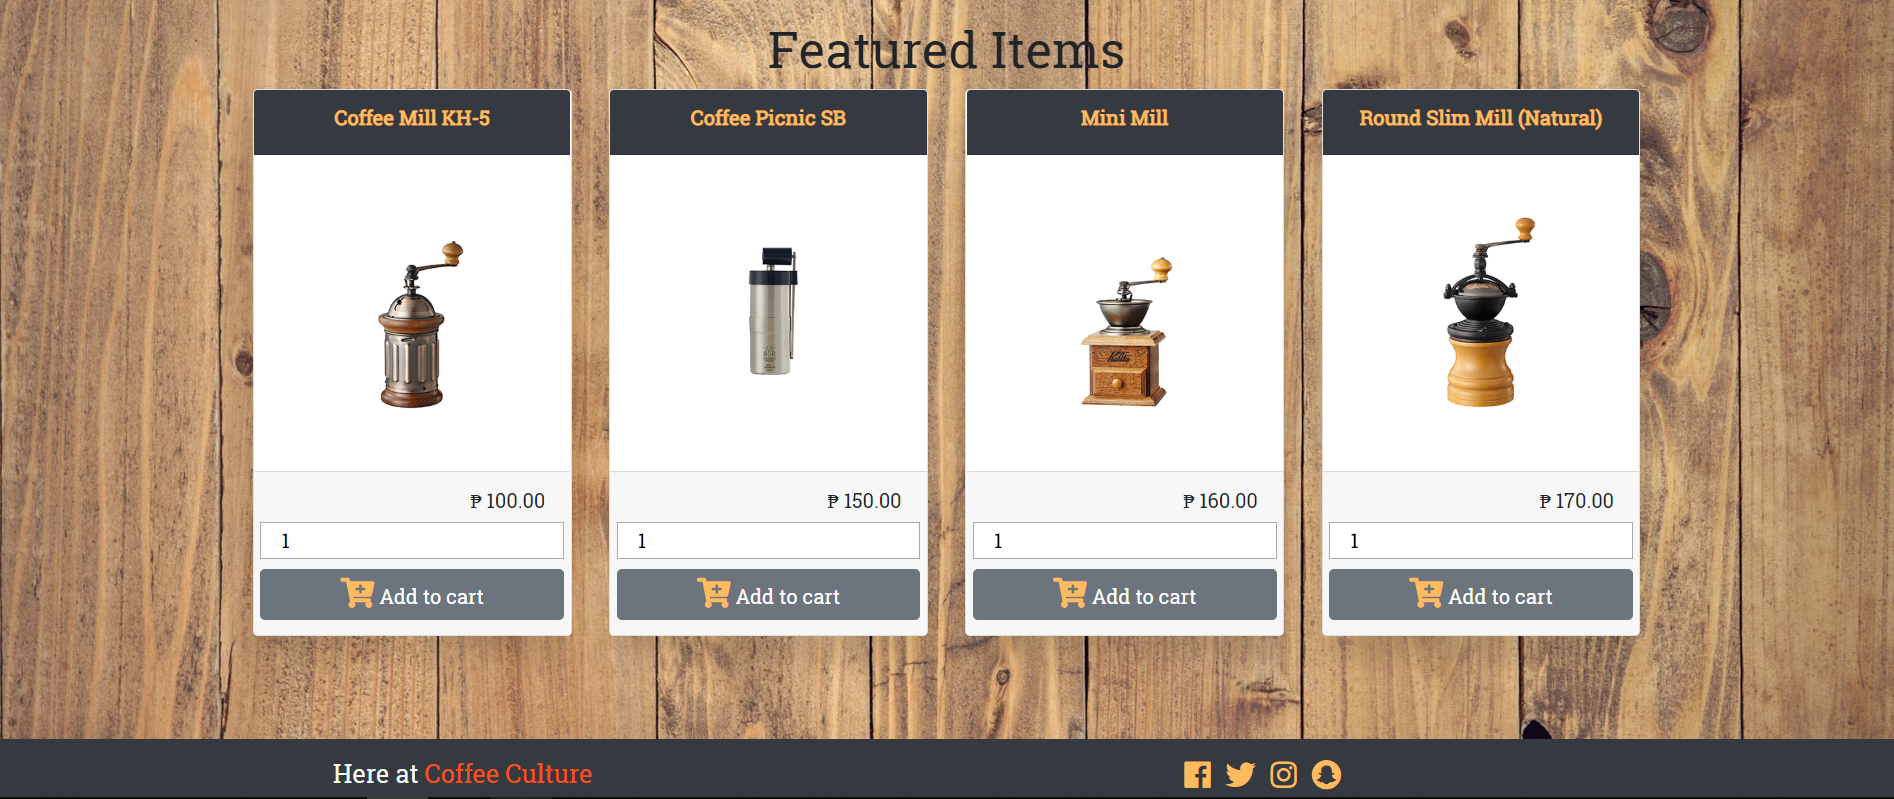 Featured Items
Coffee Mill KH-5
Coffee Picnic SB
Mini Mill
Round Slim Mill (Natural)
Kalita
₱ 100.00
₱ 150.00
₱ 160.00
₱ 170.00
1
1
1
1
Add to cart
Add to cart
Add to cart
Add to cart
Here at Coffee Culture